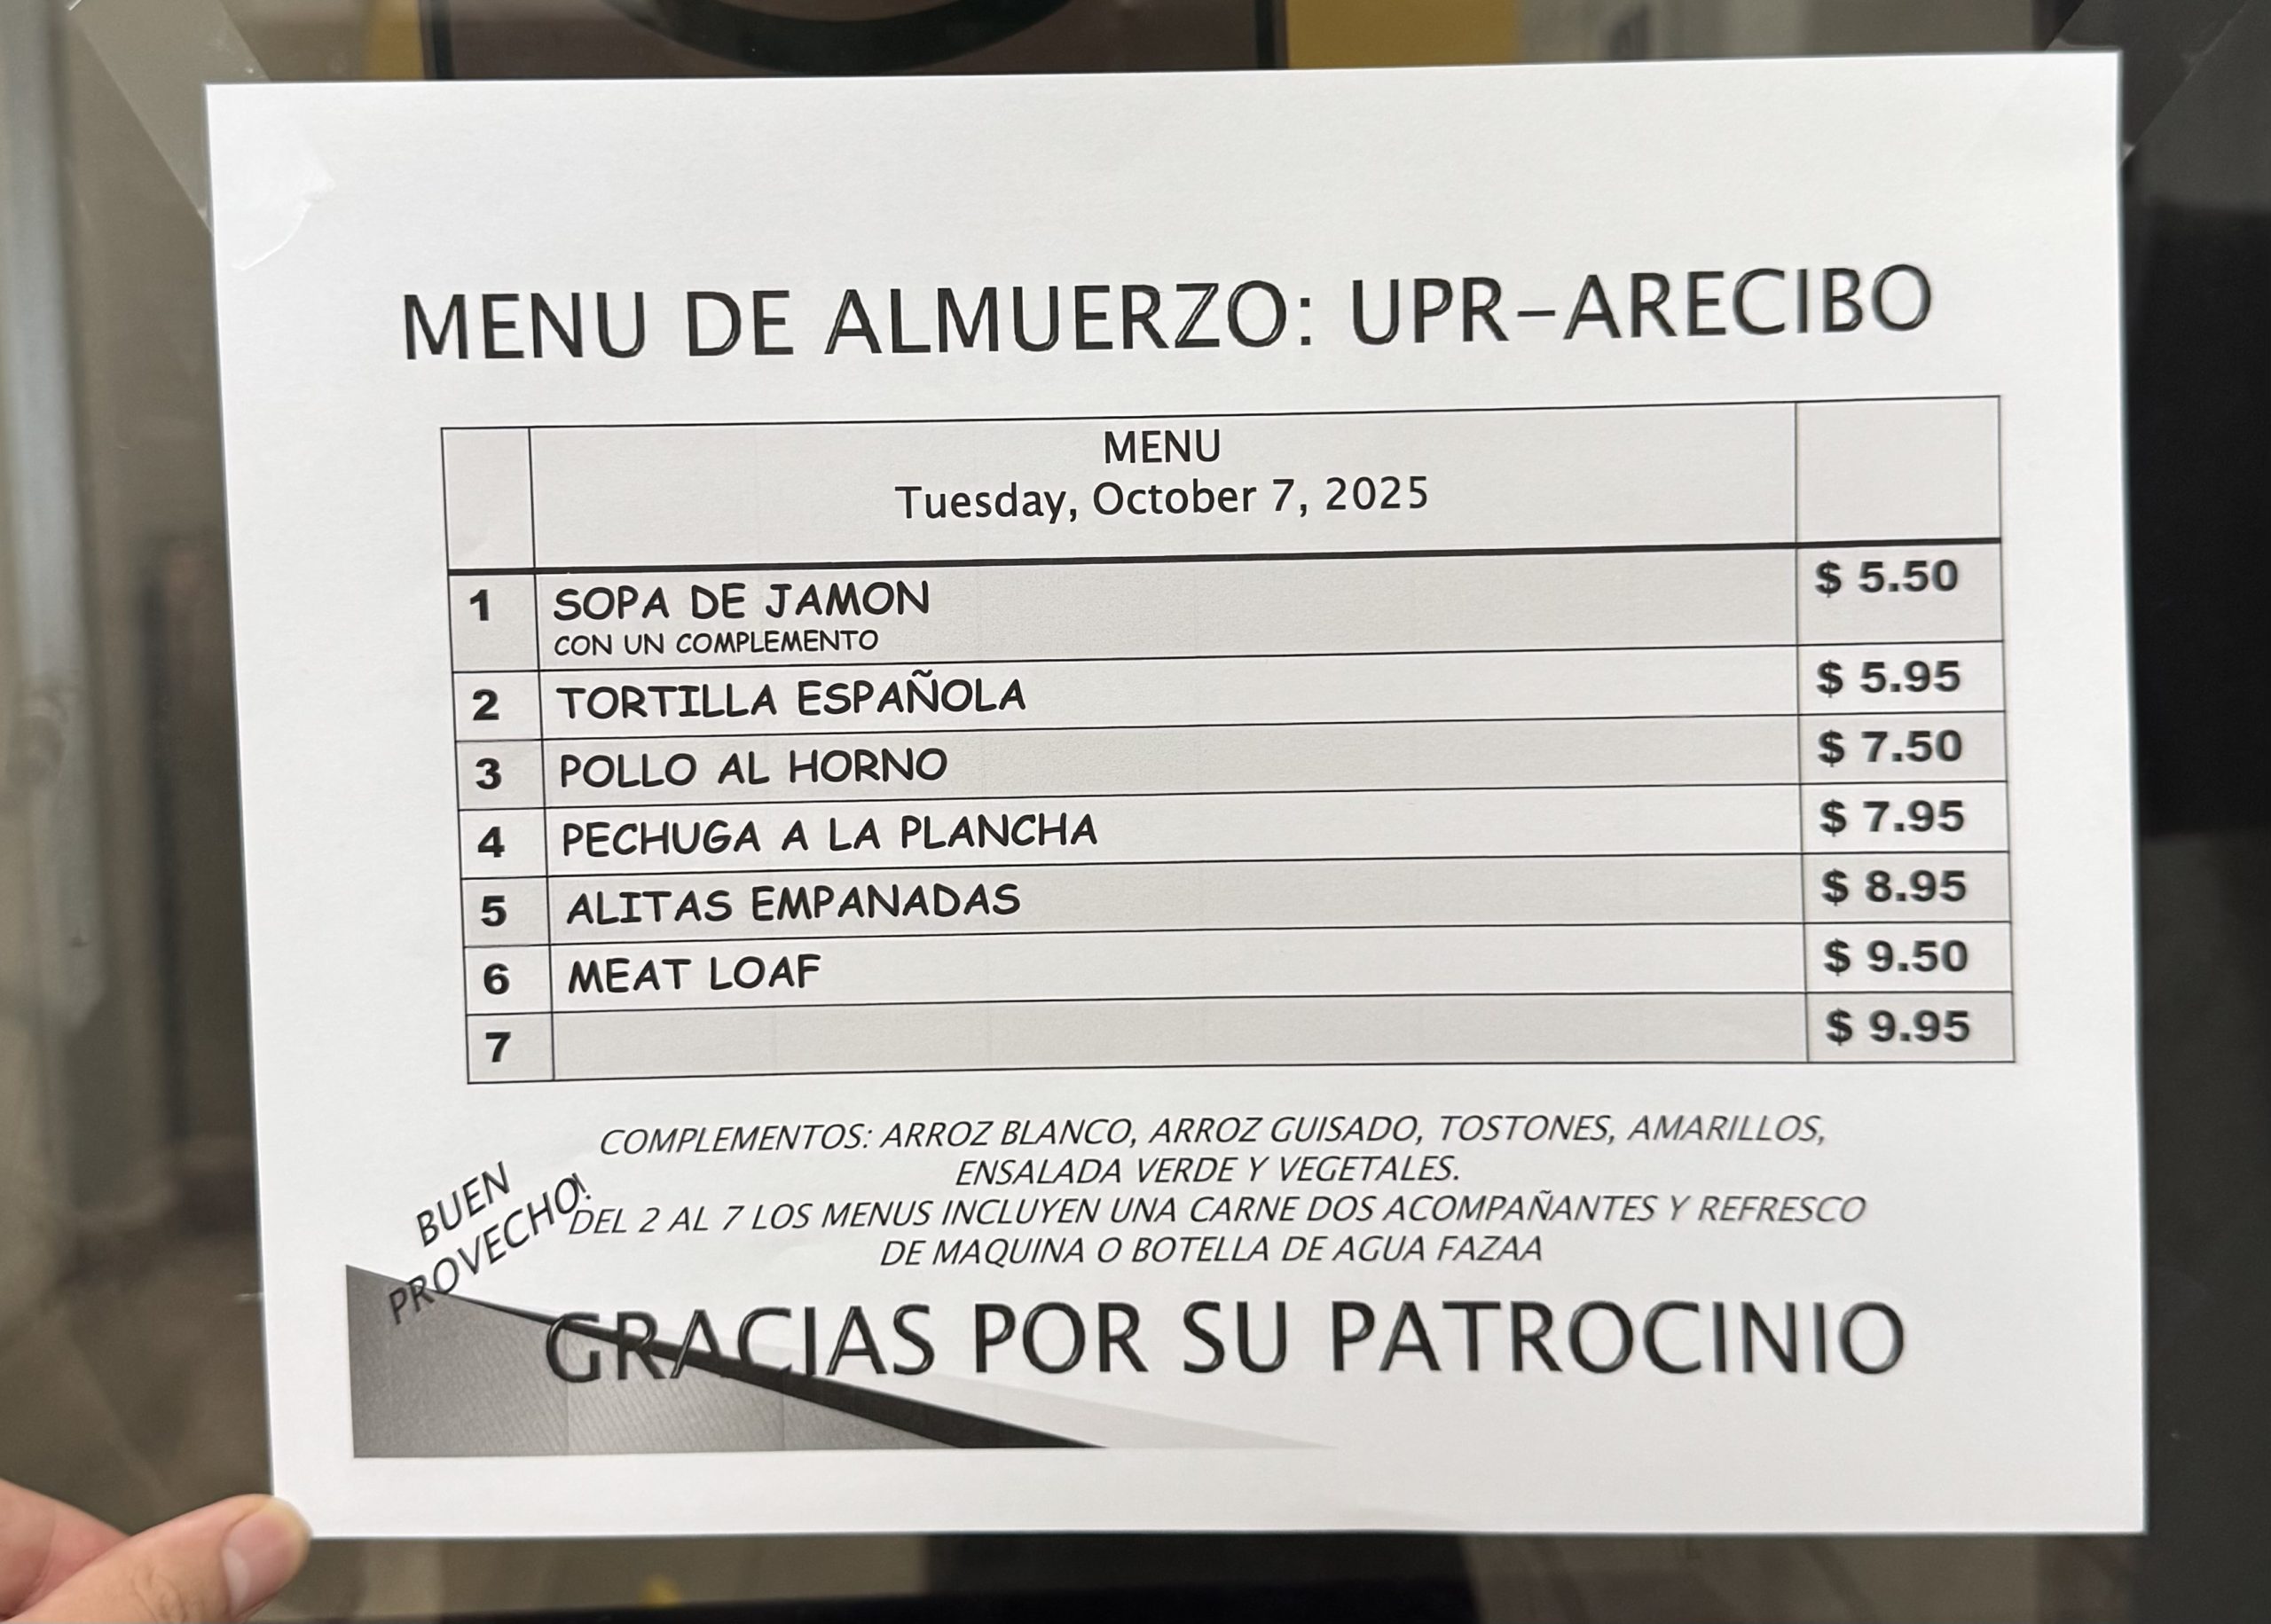 MENU DE ALMUERZO: UPR-ARECIBO
MENU
Tuesday, October 7, 2025
1 SOPA DE JAMON $ 5.50
CON UN COMPLEMENTO
2 TORTILLA ESPAÑOLA $ 5.95
3 POLLO AL HORNO $ 7.50
4 PECHUGA A LA PLANCHA $ 7.95
5 ALITAS EMPANADAS $ 8.95
6 MEAT LOAF $ 9.50
7 $ 9.95
COMPLEMENTOS: ARROZ BLANCO, ARROZ GUISADO, TOSTONES, AMARILLOS,
ENSALADA VERDE Y VEGETALES.
DEL 2 AL 7 LOS MENUS INCLUYEN UNA CARNE DOS ACOMPAÑANTES Y REFRESCO
DE MAQUINA O BOTELLA DE AGUA FAZAA
BUEN
PROVECHO!
GRACIAS POR SU PATROCINIO